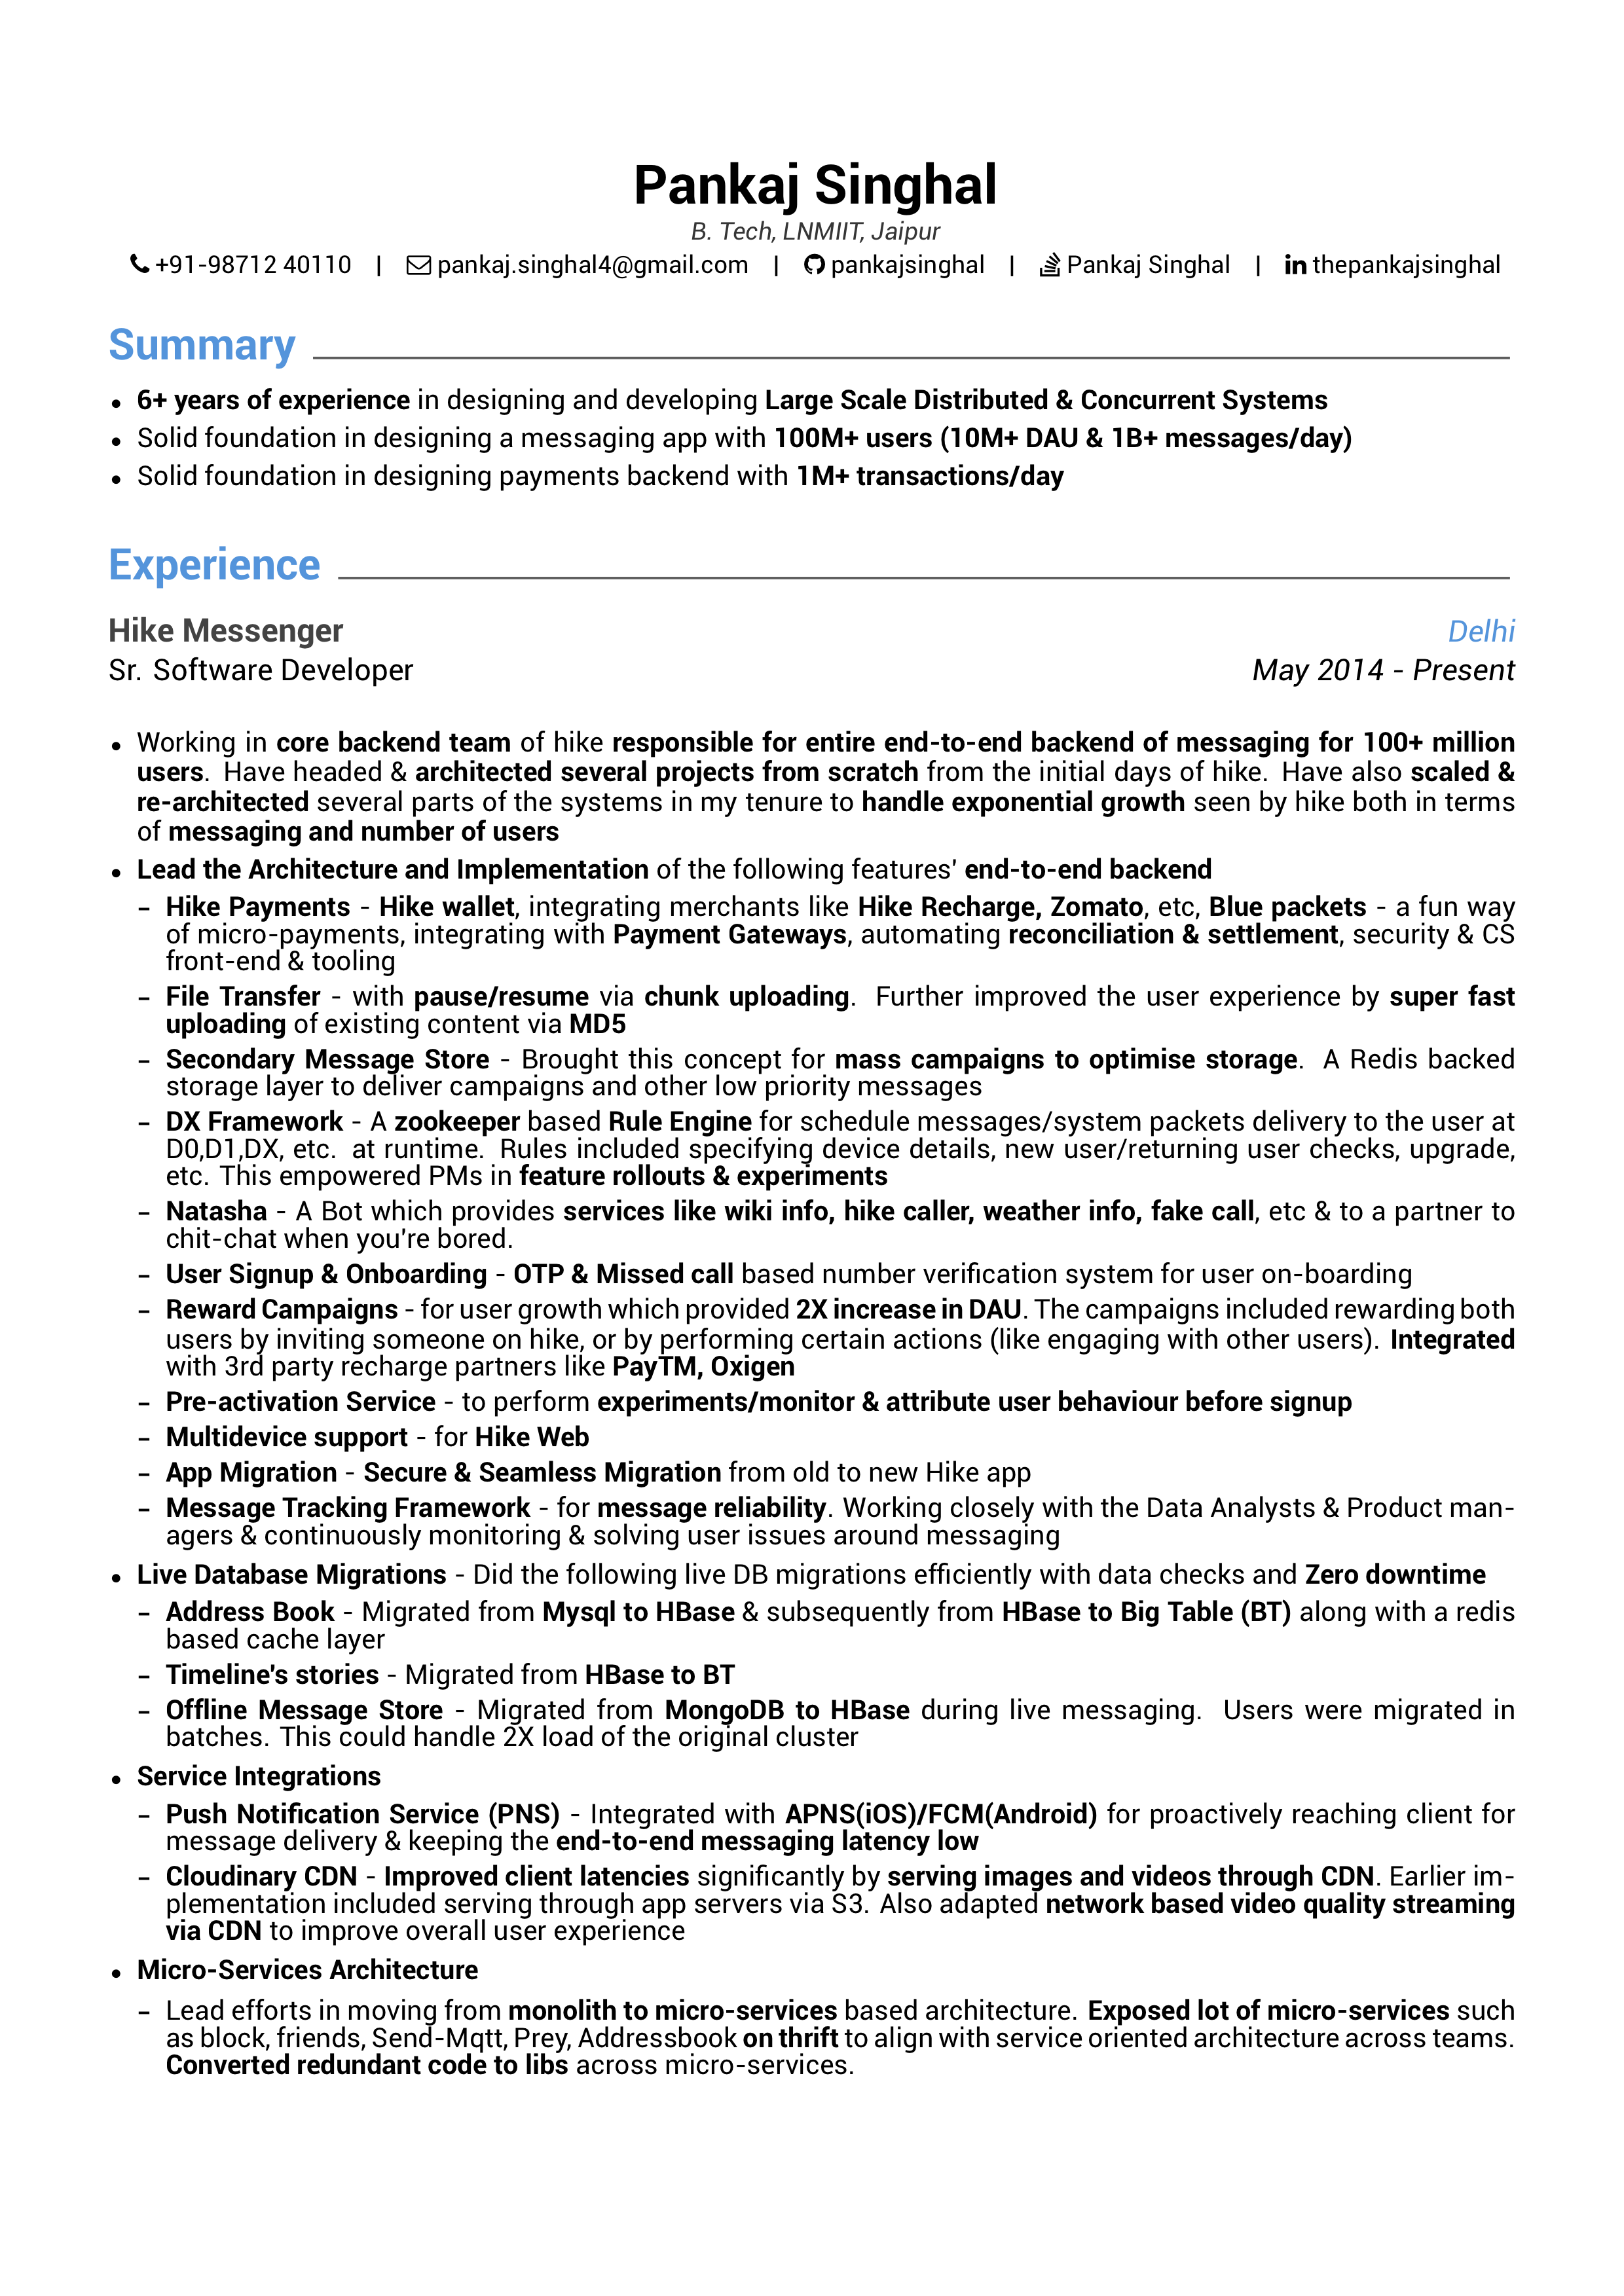 Pankaj Singhal
B. Tech, LNMIIT, Jaipur
+91-98712 40110 | pankaj.singhal4@gmail.com | pankajsinghal | Pankaj Singhal | thepankajsinghal
Summary
• 6+ years of experience in designing and developing Large Scale Distributed & Concurrent Systems
• Solid foundation in designing a messaging app with 100M+ users (10M+ DAU & 1B+ messages/day)
• Solid foundation in designing payments backend with 1M+ transactions/day
Experience
Hike Messenger Delhi
Sr. Software Developer May 2014 - Present
• Working in core backend team of hike responsible for entire end-to-end backend of messaging for 100+ million
users. Have headed & architected several projects from scratch from the initial days of hike. Have also scaled &
re-architected several parts of the systems in my tenure to handle exponential growth seen by hike both in terms
of messaging and number of users
• Lead the Architecture and Implementation of the following features' end-to-end backend
– Hike Payments - Hike wallet, integrating merchants like Hike Recharge, Zomato, etc, Blue packets - a fun way
of micro-payments, integrating with Payment Gateways, automating reconciliation & settlement, security & CS
front-end & tooling
– File Transfer - with pause/resume via chunk uploading. Further improved the user experience by super fast
uploading of existing content via MD5
– Secondary Message Store - Brought this concept for mass campaigns to optimise storage. A Redis backed
storage layer to deliver campaigns and other low priority messages
– DX Framework - A zookeeper based Rule Engine for schedule messages/system packets delivery to the user at
D0,D1,DX, etc. at runtime. Rules included specifying device details, new user/returning user checks, upgrade,
etc. This empowered PMs in feature rollouts & experiments
– Natasha - A Bot which provides services like wiki info, hike caller, weather info, fake call, etc & to a partner to
chit-chat when you're bored.
– User Signup & Onboarding - OTP & Missed call based number verification system for user on-boarding
– Reward Campaigns - for user growth which provided 2X increase in DAU. The campaigns included rewarding both
users by inviting someone on hike, or by performing certain actions (like engaging with other users). Integrated
with 3rd party recharge partners like PayTM, Oxigen
– Pre-activation Service - to perform experiments/monitor & attribute user behaviour before signup
– Multidevice support - for Hike Web
– App Migration - Secure & Seamless Migration from old to new Hike app
– Message Tracking Framework - for message reliability. Working closely with the Data Analysts & Product man-
agers & continuously monitoring & solving user issues around messaging
• Live Database Migrations - Did the following live DB migrations efficiently with data checks and Zero downtime
– Address Book - Migrated from Mysql to HBase & subsequently from HBase to Big Table (BT) along with a redis
based cache layer
– Timeline's stories - Migrated from HBase to BT
– Offline Message Store - Migrated from MongoDB to HBase during live messaging. Users were migrated in
batches. This could handle 2X load of the original cluster
• Service Integrations
– Push Notification Service (PNS) - Integrated with APNS(iOS)/FCM(Android) for proactively reaching client for
message delivery & keeping the end-to-end messaging latency low
– Cloudinary CDN - Improved client latencies significantly by serving images and videos through CDN. Earlier im-
plementation included serving through app servers via S3. Also adapted network based video quality streaming
via CDN to improve overall user experience
• Micro-Services Architecture
– Lead efforts in moving from monolith to micro-services based architecture. Exposed lot of micro-services such
as block, friends, Send-Mqtt, Prey, Addressbook on thrift to align with service oriented architecture across teams.
Converted redundant code to libs across micro-services.